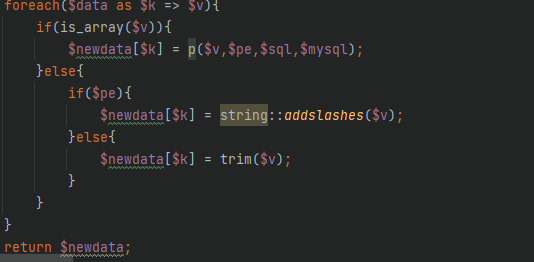 foreach($data as $k => $v){
if(is_array($v)){
$newdata[$k] = p($v,$pe,$sql,$mysql);
}else{
if($pe){
$newdata[$k] = string::addslashes($v);
}else{
$newdata[$k] = trim($v);
}
}
}
return $newdata;